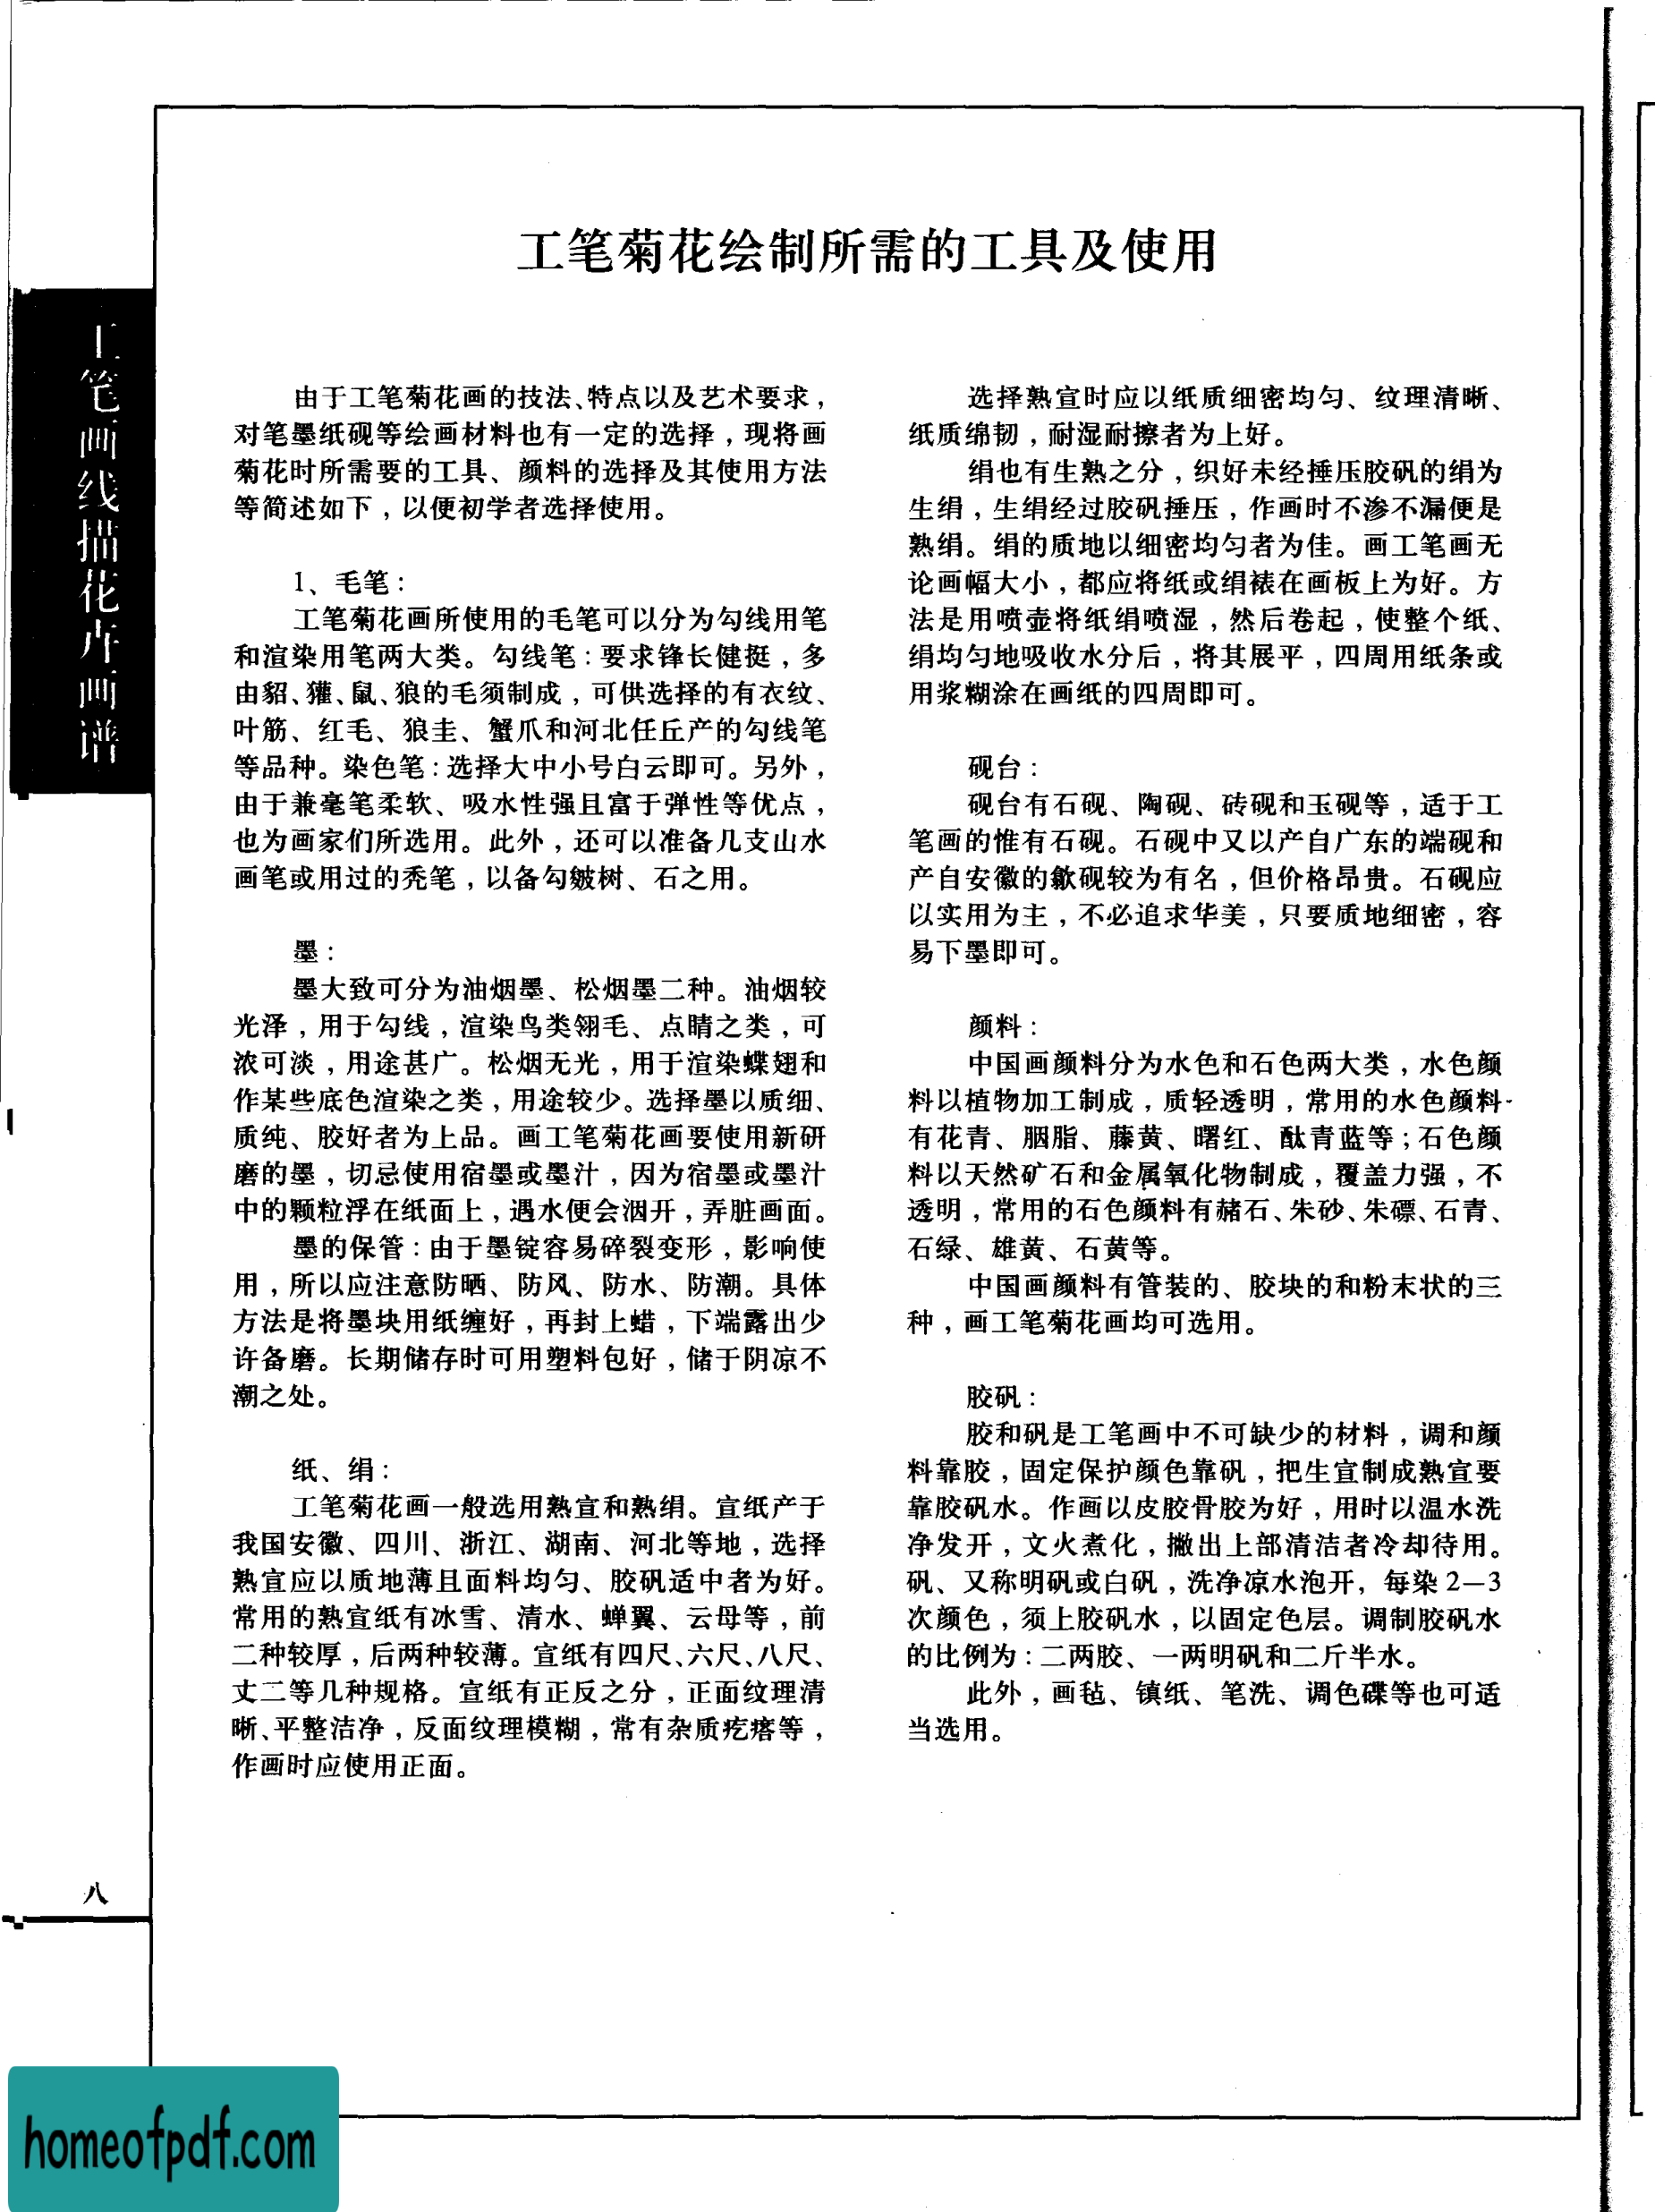 工笔菊花绘制所需的工具及使用
工笔画线描花卉画谱
由于工笔菊花画的技法、特点以及艺术要求，
对笔墨纸砚等绘画材料也有一定的选择，现将画
菊花时所需要的工具、颜料的选择及其使用方法
等简述如下，以便初学者选择使用。
1、毛笔：
工笔菊花画所使用的毛笔可以分为勾线用笔
和渲染用笔两大类。勾线笔：要求锋长健挺，多
由貂、獾、鼠、狼的毛须制成，可供选择的有衣纹、
叶筋、红毛、狼圭、蟹爪和河北任丘产的勾线笔
等品种。染色笔：选择大中小号白云即可。另外，
由于兼毫笔柔软、吸水性强且富于弹性等优点，
也为画家们所选用。此外，还可以准备几支山水
画笔或用过的秃笔，以备勾皴树、石之用。
墨：
墨大致可分为油烟墨、松烟墨二种。油烟较
光泽，用于勾线，渲染鸟类翎毛、点睛之类，可
浓可淡，用途甚广。松烟无光，用于渲染蝶翅和
作某些底色渲染之类，用途较少。选择墨以质细、
质纯、胶好者为上品。画工笔菊花画要使用新研
磨的墨，切忌使用宿墨或墨汁，因为宿墨或墨汁
中的颗粒浮在纸面上，遇水便会洇开，弄脏画面。
墨的保管：由于墨锭容易碎裂变形，影响使
用，所以应注意防晒、防风、防水、防潮。具体
方法是将墨块用纸缠好，再封上蜡，下端露出少
许备磨。长期储存时可用塑料包好，储于阴凉不
潮之处。
纸、绢：
工笔菊花画一般选用熟宣和熟绢。宣纸产于
我国安徽、四川、浙江、湖南、河北等地，选择
熟宣应以质地薄且面料均匀、胶矾适中者为好。
常用的熟宣纸有冰雪、清水、蝉翼、云母等，前
二种较厚，后两种较薄。宣纸有四尺、六尺、八尺、
丈二等几种规格。宣纸有正反之分，正面纹理清
晰、平整洁净，反面纹理模糊，常有杂质疙瘩等，
作画时应使用正面。
选择熟宣时应以纸质细密均匀、纹理清晰、
纸质绵韧，耐湿耐擦者为上好。
绢也有生熟之分，织好未经捶压胶矾的绢为
生绢，生绢经过胶矾捶压，作画时不渗不漏便是
熟绢。绢的质地以细密均匀者为佳。画工笔画无
论画幅大小，都应将纸或绢裱在画板上为好。方
法是用喷壶将纸绢喷湿，然后卷起，使整个纸、
绢均匀地吸收水分后，将其展平，四周用纸条或
用浆糊涂在画纸的四周即可。
砚台：
砚台有石砚、陶砚、砖砚和玉砚等，适于工
笔画的惟有石砚。石砚中又以产自广东的端砚和
产自安徽的歙砚较为有名，但价格昂贵。石砚应
以实用为主，不必追求华美，只要质地细密，容
易下墨即可。
颜料：
中国画颜料分为水色和石色两大类，水色颜
料以植物加工制成，质轻透明，常用的水色颜料
有花青、胭脂、藤黄、曙红、酞青蓝等；石色颜
料以天然矿石和金属氧化物制成，覆盖力强，不
透明，常用的石色颜料有赭石、朱砂、朱磦、石青、
石绿、雄黄、石黄等。
中国画颜料有管装的、胶块的和粉末状的三
种，画工笔菊花画均可选用。
胶矾：
胶和矾是工笔画中不可缺少的材料，调和颜
料靠胶，固定保护颜色靠矾，把生宣制成熟宣要
靠胶矾水。作画以皮胶骨胶为好，用时以温水洗
净发开，文火煮化，撇出上部清洁者冷却待用。
矾、又称明矾或白矾，洗净凉水泡开，每染2—3
次颜色，须上胶矾水，以固定色层。调制胶矾水
的比例为：二两胶、一两明矾和二斤半水。
此外，画毡、镇纸、笔洗、调色碟等也可适
当选用。
八
homeofpdf.com